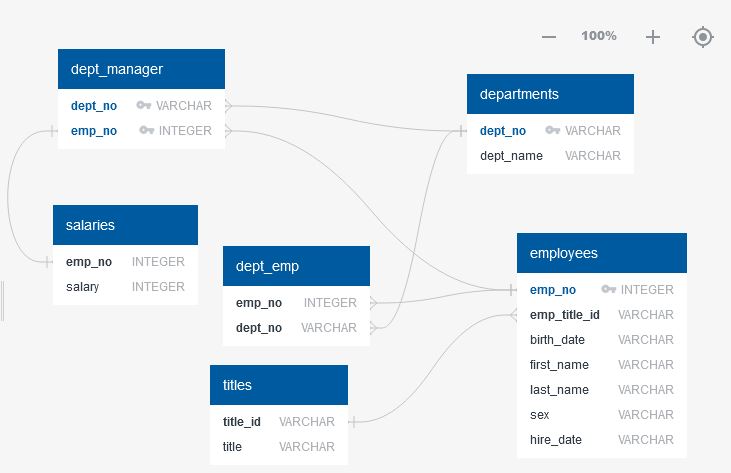 100%
dept_manager
dept_no VARCHAR
emp_no INTEGER
departments
dept_no VARCHAR
dept_name VARCHAR
salaries
emp_no INTEGER
salary INTEGER
dept_emp
emp_no INTEGER
dept_no VARCHAR
employees
emp_no INTEGER
emp_title_id VARCHAR
birth_date VARCHAR
first_name VARCHAR
last_name VARCHAR
sex VARCHAR
hire_date VARCHAR
titles
title_id VARCHAR
title VARCHAR